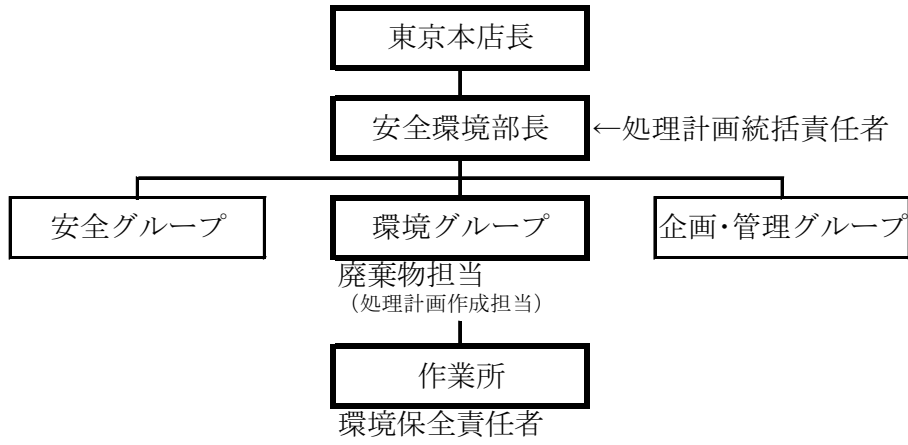 東京本店長
安全環境部長 ←処理計画統括責任者
安全グループ 環境グループ 企画・管理グループ
廃棄物担当
（処理計画作成担当）
作業所
環境保全責任者